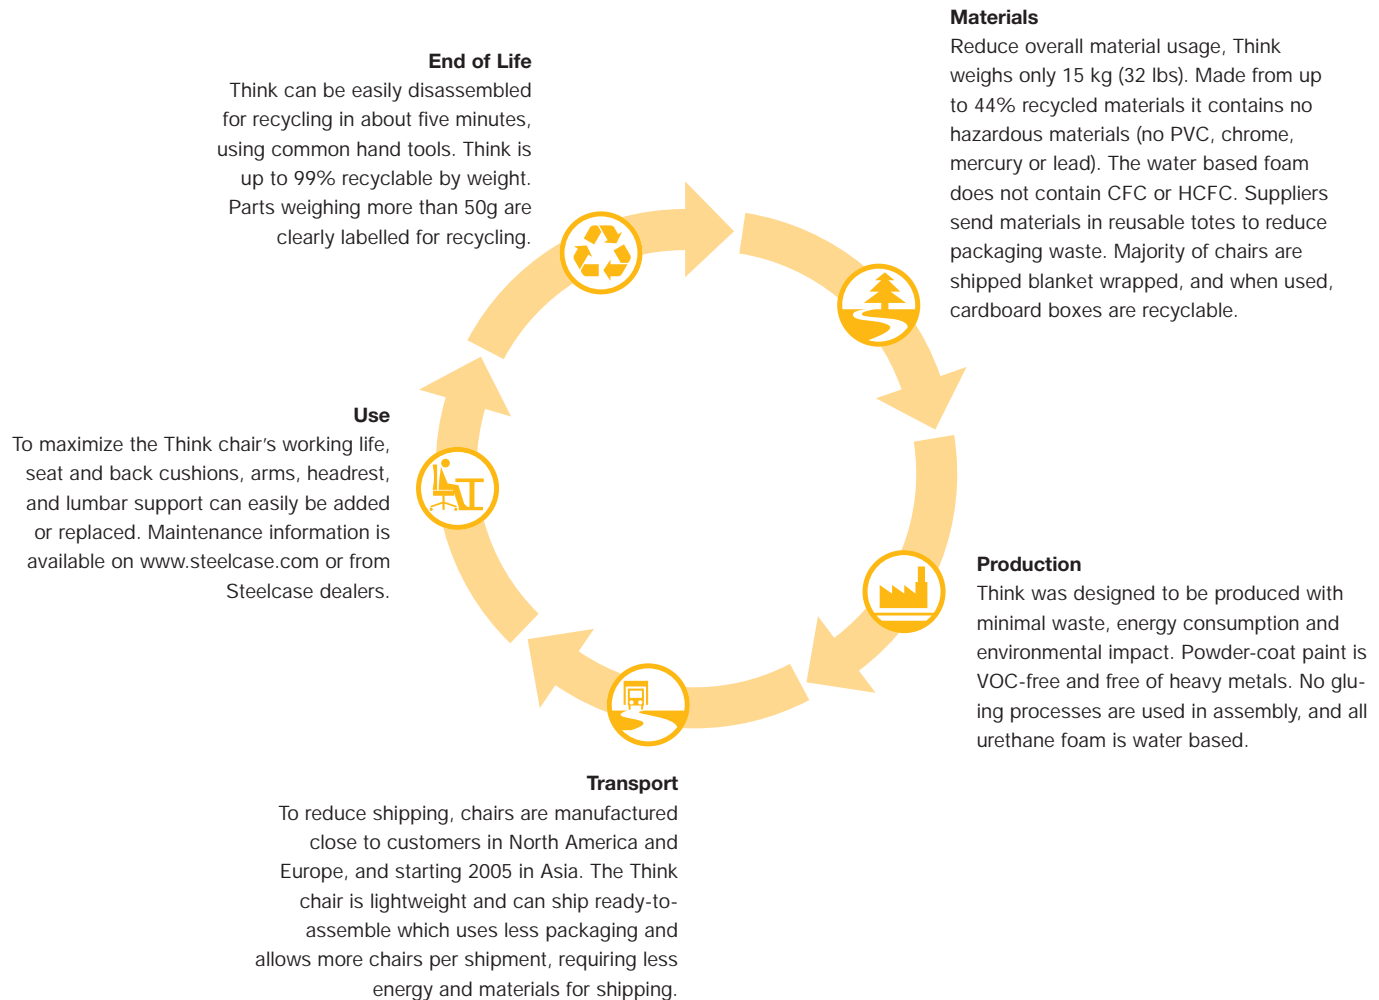 Materials
Reduce overall material usage, Think
weighs only 15 kg (32 lbs). Made from up
to 44% recycled materials it contains no
hazardous materials (no PVC, chrome,
mercury or lead). The water based foam
does not contain CFC or HCFC. Suppliers
send materials in reusable totes to reduce
packaging waste. Majority of chairs are
shipped blanket wrapped, and when used,
cardboard boxes are recyclable.
Production
Think was designed to be produced with
minimal waste, energy consumption and
environmental impact. Powder-coat paint is
VOC-free and free of heavy metals. No glu-
ing processes are used in assembly, and all
urethane foam is water based.
Transport
To reduce shipping, chairs are manufactured
close to customers in North America and
Europe, and starting 2005 in Asia. The Think
chair is lightweight and can ship ready-to-
assemble which uses less packaging and
allows more chairs per shipment, requiring less
energy and materials for shipping.
Use
To maximize the Think chair's working life,
seat and back cushions, arms, headrest,
and lumbar support can easily be added
or replaced. Maintenance information is
available on www.steelcase.com or from
Steelcase dealers.
End of Life
Think can be easily disassembled
for recycling in about five minutes,
using common hand tools. Think is
up to 99% recyclable by weight.
Parts weighing more than 50g are
clearly labelled for recycling.